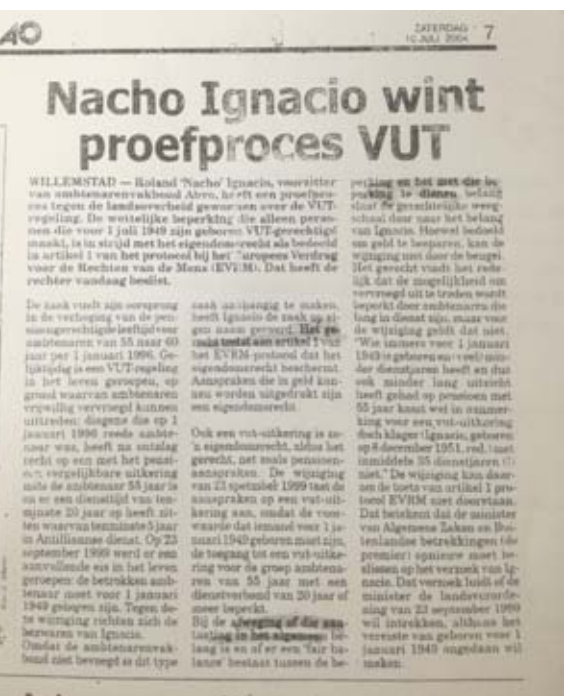 AO
ZATERDAG
10 JULI 2004 7
Nacho Ignacio wint
proefproces VUT
WILLEMSTAD — Roland 'Nacho' Ignacio, voorzitter
van ambtenarenvakbond Abvo, heeft een proefpro-
ces tegen de landsoverheid gewonnen over de VUT-
regeling. De wettelijke beperking die alleen perso-
nen die voor 1 juli 1949 zijn geboren VUT-gerechtigd
maakt, is in strijd met het eigendomsrecht als bedoeld
in artikel 1 van het protocol bij het Europees Verdrag
voor de Rechten van de Mens (EVRM). Dat heeft de
rechter vandaag beslist.
De zaak vindt zijn oorsprong
in de verhoging van de pen-
sioengerechtigde leeftijd voor
ambtenaren van 55 naar 60
jaar per 1 januari 1996. Ge-
lijktijdig is een VUT-regeling
in het leven geroepen, op
grond waarvan ambtenaren
vrijwillig vervroegd kunnen
uittreden: diegene die op 1
januari 1996 reeds ambte-
naar was, heeft na ontslag
recht op een met het pensi-
oen vergelijkbare uitkering
mits de ambtenaar 55 jaar is
en er een diensttijd van ten-
minste 20 jaar op heeft zit-
ten waarvan tenminste 5 jaar
in Antilliaanse dienst. Op 23
september 1999 werd er een
aanvullende eis in het leven
geroepen: de betrokken ambt-
enaar moet voor 1 januari
1949 geboren zijn. Tegen de-
ze wijziging richten zich de
bezwaren van Ignacio.
Omdat de ambtenarenvak-
bond niet bevoegd is dit type
zaak aanhangig te maken,
heeft Ignacio de zaak op ei-
gen naam gevoerd. Het ge-
recht toetst aan artikel 1 van
het EVRM-protocol dat het
eigendomsrecht beschermt.
Aanspraken die in geld kun-
nen worden uitgedrukt zijn
een eigendomsrecht.
Ook een vut-uitkering is zo-
'n eigendomsrecht, aldus het
gerecht, net zoals pensioen-
aanspraken. De wijziging
van 23 september 1999 tast de
aanspraken op een vut-uit-
kering aan, omdat de voor-
waarde dat iemand voor 1 ja-
nuari 1949 geboren moet zijn,
de toegang tot een vut-uitke-
ring voor de groep ambtena-
ren van 55 jaar met een
dienstverband van 20 jaar of
meer beperkt.
Bij de afweging of die aan-
tasting in het algemeen be-
lang is en of er een 'fair ba-
lance' bestaat tussen de be-
perking en het met die be-
perking te dienen belang
slaat de gerechtelijke weeg-
schaal door naar het belang
van Ignacio. Hoewel bedoeld
om geld te besparen, kan de
wijziging niet door de beugel.
Het gerecht vindt het rede-
lijk dat de mogelijkheid om
vervroegd uit te treden wordt
beperkt door ambtenaren die
lang in dienst zijn, maar voor
de wijziging geldt dat niet.
"Wie immers voor 1 januari
1949 is geboren en (veel) min-
der dienstjaren heeft en dus
ook minder lang uitzicht
heeft gehad op pensioen met
55 jaar komt wel in aanmer-
king voor een vut-uitkering
doch klager (Ignacio, geboren
op 8 december 1951, red.) met
inmiddels 35 dienstjaren (!)
niet." De wijziging kan daar-
om de toets van artikel 1 pro-
tocol EVRM niet doorstaan.
Dat betekent dat de minister
van Algemene Zaken en Bui-
tenlandse betrekkingen (de
premier) opnieuw moet be-
slissen op het verzoek van Ig-
nacio. Dat verzoek luidt of de
minister de landsverorde-
ning van 23 september 1999
wil intrekken, althans het
vereiste van geboren voor 1
januari 1949 ongedaan wil
maken.